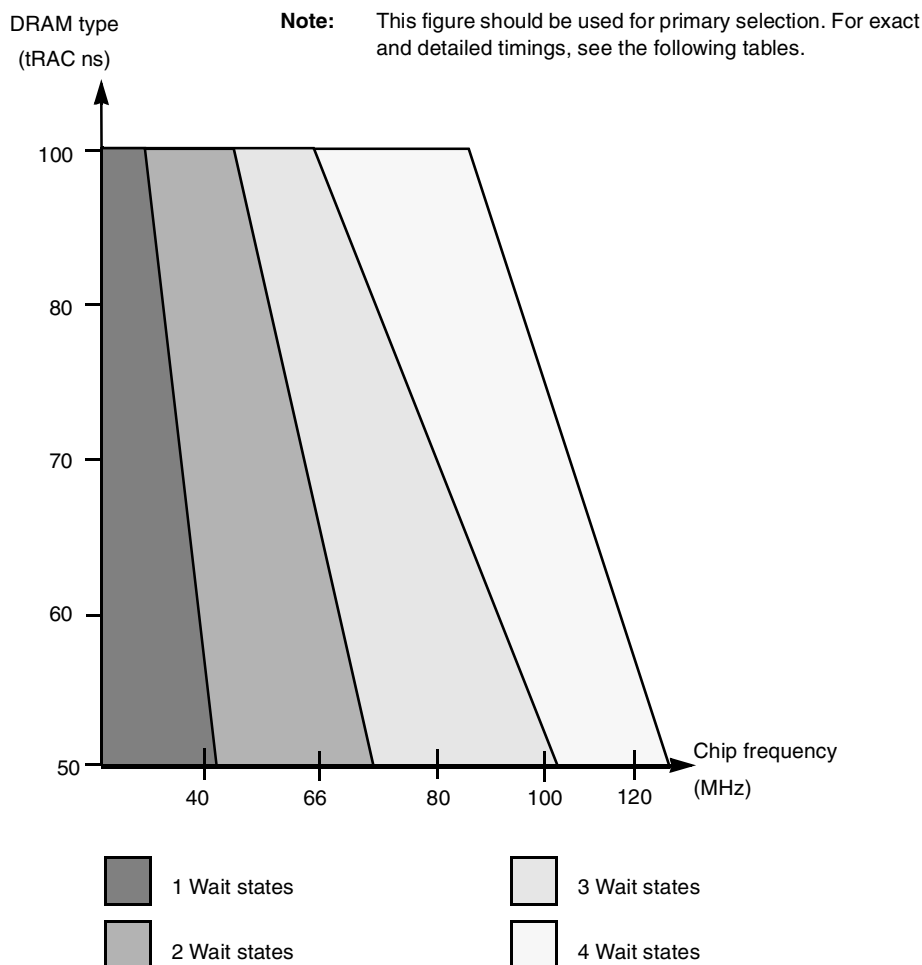 DRAM type
(tRAC ns)
Note: This figure should be used for primary selection. For exact
and detailed timings, see the following tables.
100
80
70
60
50
40 66 80 100 120
Chip frequency
(MHz)
1 Wait states
3 Wait states
2 Wait states
4 Wait states